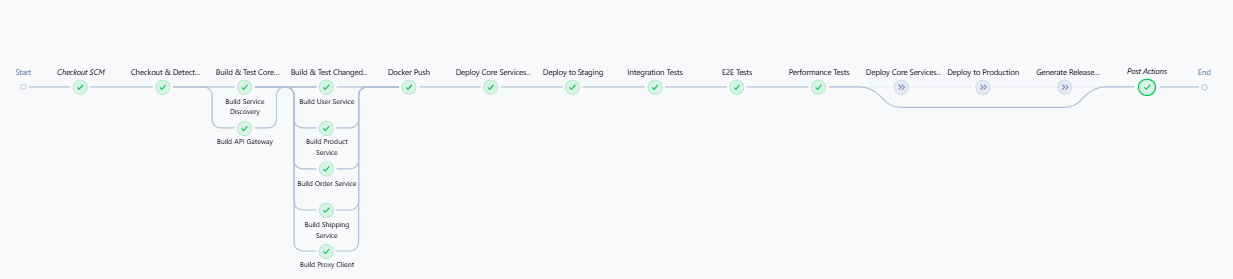 Start
Checkout SCM
Checkout & Detect...
Build & Test Core...
Build & Test Changed..
Docker Push
Deploy Core Services..
Deploy to Staging
Integration Tests
E2E Tests
Performance Tests
Deploy Core Services..
Deploy to Production
Generate Release...
Post Actions
End
Build Service
Discovery
Build API Gateway
Build User Service
Build Product
Service
Build Order Service
Build Shipping
Service
Build Proxy Client